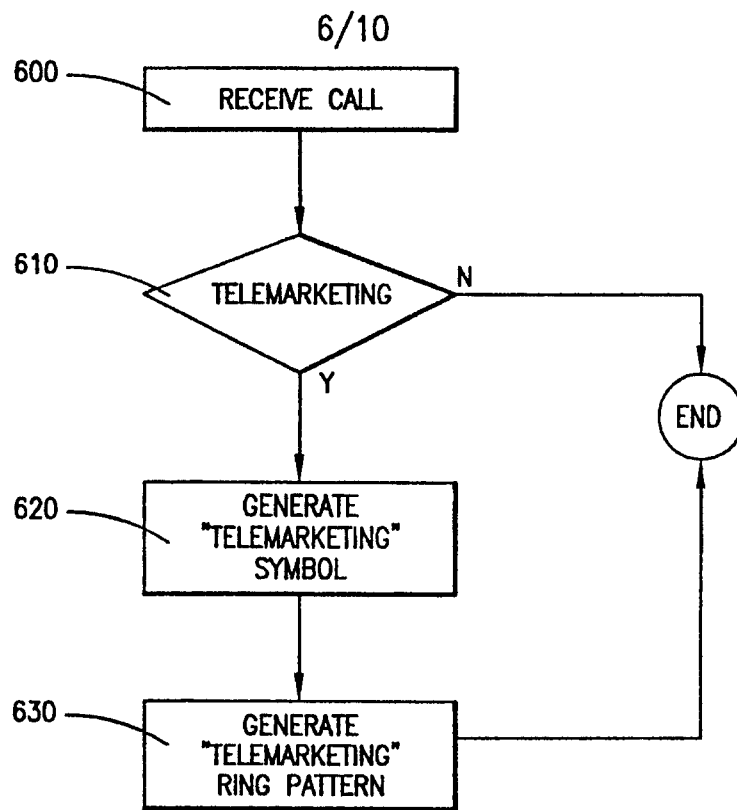 6/10
600
RECEIVE CALL
610
TELEMARKETING
N
Y
END
620
GENERATE
"TELEMARKETING"
SYMBOL
630
GENERATE
"TELEMARKETING"
RING PATTERN